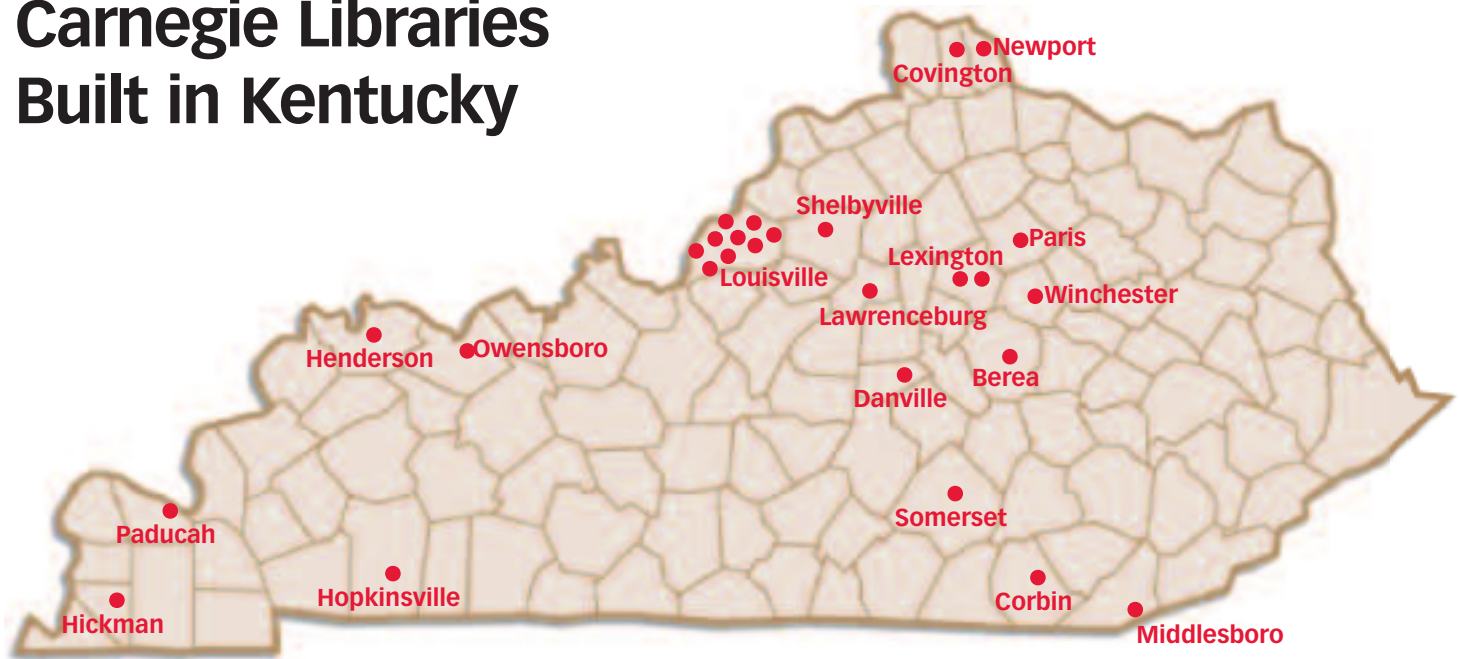 Carnegie Libraries
Built in Kentucky
Newport
Covington
Shelbyville
Paris
Lexington
Louisville
Winchester
Lawrenceburg
Owensboro
Henderson
Berea
Danville
Somerset
Paducah
Hopkinsville
Corbin
Hickman
Middlesboro